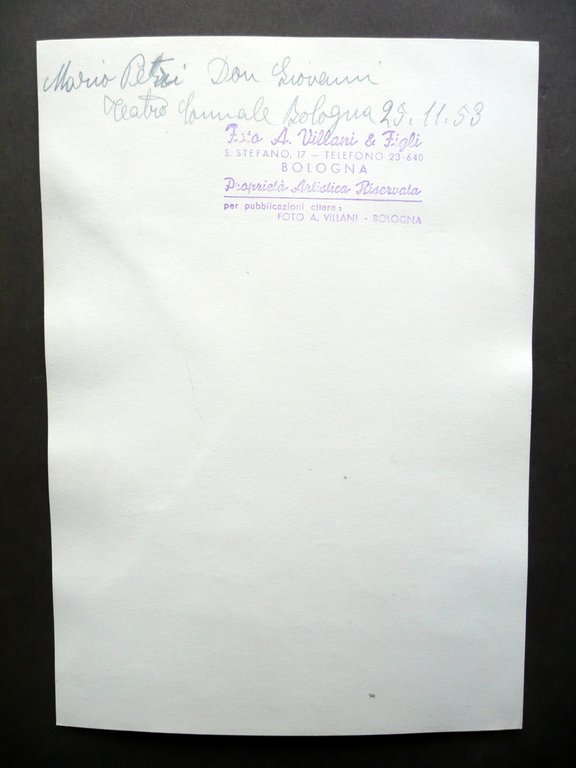 Mario Petri Don Giovanni
Teatro Comunale Bologna 25.11.53
Foto A. Villani & Figli
S. STEFANO, 17 – TELEFONO 23-640
BOLOGNA
Proprietà Artistica Riservata
per pubblicazioni citare:
FOTO A. VILLANI - BOLOGNA